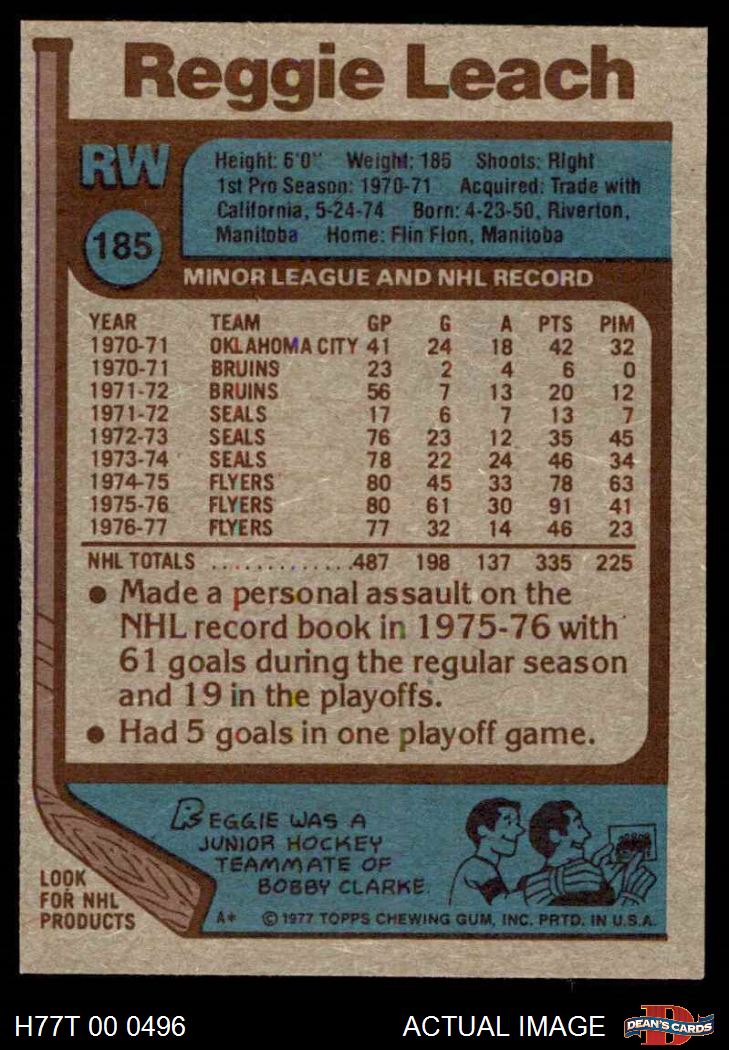 Reggie Leach
RW
Height: 6'0" Weight: 185 Shoots: Right
1st Pro Season: 1970-71 Acquired: Trade with
California, 5-24-74 Born: 4-23-50, Riverton,
Manitoba Home: Flin Flon, Manitoba
185
MINOR LEAGUE AND NHL RECORD
YEAR TEAM GP G A PTS PIM
1970-71 OKLAHOMA CITY 41 24 18 42 32
1970-71 BRUINS 23 2 4 6 0
1971-72 BRUINS 56 7 13 20 12
1971-72 SEALS 17 6 7 13 7
1972-73 SEALS 76 23 12 35 45
1973-74 SEALS 78 22 24 46 34
1974-75 FLYERS 80 45 33 78 63
1975-76 FLYERS 80 61 30 91 41
1976-77 FLYERS 77 32 14 46 23
NHL TOTALS .............487 198 137 335 225
• Made a personal assault on the
NHL record book in 1975-76 with
61 goals during the regular season
and 19 in the playoffs.
• Had 5 goals in one playoff game.
REGGIE WAS A
JUNIOR HOCKEY
TEAMMATE OF
BOBBY CLARKE.
LOOK
FOR NHL
PRODUCTS
A* © 1977 TOPPS CHEWING GUM, INC. PRTD. IN U.S.A.
H77T 00 0496 ACTUAL IMAGE
D
DEAN'S CARDS